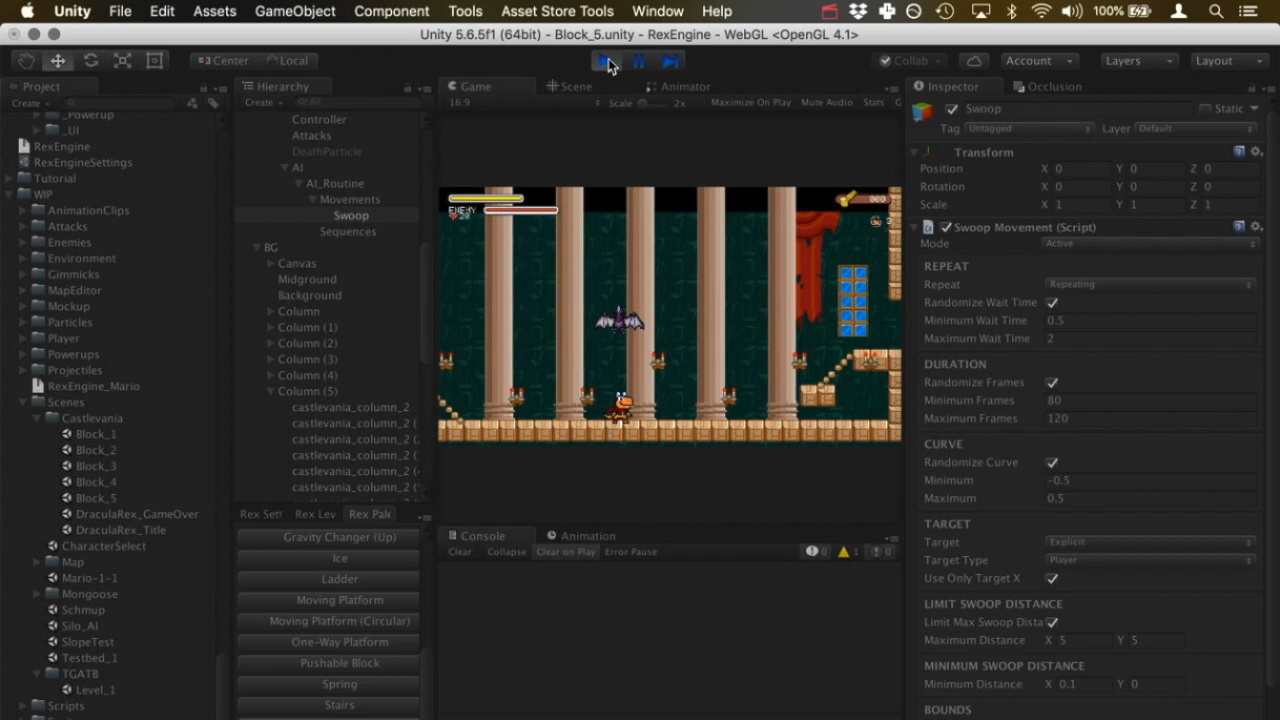 Unity File Edit Assets GameObject Component Tools Asset Store Tools Window Help 100%
Unity 5.6.5f1 (64bit) - Block_5.unity - RexEngine - WebGL <OpenGL 4.1>
Center Local Collab Account Layers Layout
Project
Create
_Powerup
_UI
RexEngine
RexEngineSettings
Tutorial
WIP
AnimationClips
Attacks
Enemies
Environment
Gimmicks
MapEditor
Mockup
Particles
Player
Powerups
Projectiles
RexEngine_Mario
Scenes
Castlevania
Block_1
Block_2
Block_3
Block_4
Block_5
DraculaRex_GameOver
DraculaRex_Title
CharacterSelect
Map
Mario-1-1
Mongoose
Schmup
Silo_AI
SlopeTest
Testbed_1
TGATB
Level_1
Scripts
Hierarchy
Create All
Controller
Attacks
DeathParticle
AI
AI_Routine
Movements
Swoop
Sequences
BG
Canvas
Midground
Background
Column
Column (1)
Column (2)
Column (3)
Column (4)
Column (5)
castlevania_column_2
castlevania_column_2 (
castlevania_column_2 (
castlevania_column_2 (
castlevania_column_2 (
castlevania_column_2 (
Rex Set Rex Lev Rex Pale
Gravity Changer (Up)
Ice
Ladder
Moving Platform
Moving Platform (Circular)
One-Way Platform
Pushable Block
Spring
Stairs
Game Scene Animator
16:9 Scale 2x Maximize On Play Mute Audio Stats G
ENEMY
000
3
Console Animation
Clear Collapse Clear on Play Error Pause 0 1 0
Inspector Occlusion
Swoop Static
Tag Untagged Layer Default
Transform
Position X 0 Y 0 Z 0
Rotation X 0 Y 0 Z 0
Scale X 1 Y 1 Z 1
Swoop Movement (Script)
Mode Active
REPEAT
Repeat Repeating
Randomize Wait Time
Minimum Wait Time 0.5
Maximum Wait Time 2
DURATION
Randomize Frames
Minimum Frames 80
Maximum Frames 120
CURVE
Randomize Curve
Minimum -0.5
Maximum 0.5
TARGET
Target Explicit
Target Type Player
Use Only Target X
LIMIT SWOOP DISTANCE
Limit Max Swoop Dista
Maximum Distance X 5 Y 5
MINIMUM SWOOP DISTANCE
Minimum Distance X 0.1 Y 0
BOUNDS